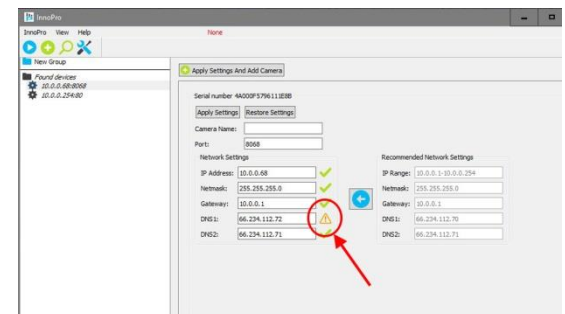 InnoPro
InnoPro View Help
None
New Group
Found devices
10.0.0.68:8068
10.0.0.254:80
Apply Settings And Add Camera
Serial number 4A000F5796111E8B
Apply Settings Restore Settings
Camera Name:
Port: 8068
Network Settings
IP Address: 10.0.0.68
Netmask: 255.255.255.0
Gateway: 10.0.0.1
DNS1: 66.234.112.72
DNS2: 66.234.112.71
Recommended Network Settings
IP Range: 10.0.0.1-10.0.0.254
Netmask: 255.255.255.0
Gateway: 10.0.0.1
DNS1: 66.234.112.70
DNS2: 66.234.112.71